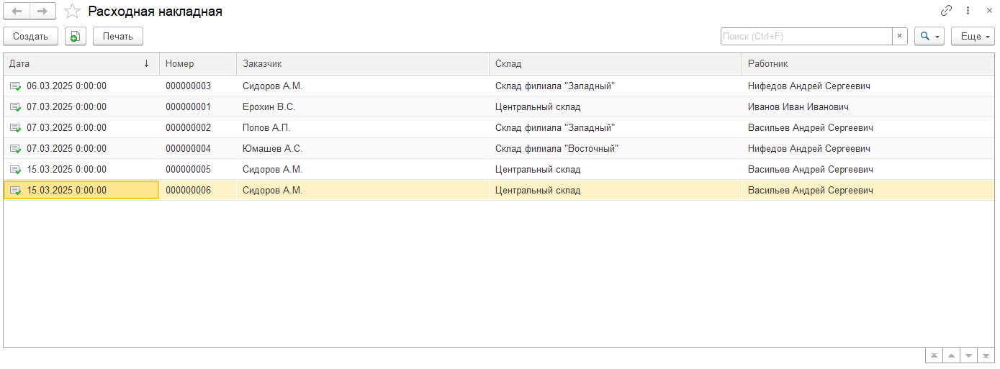 Расходная накладная
Создать Печать Поиск (Ctrl+F) × Еще
Дата ↓ Номер Заказчик Склад Работник
06.03.2025 0:00:00 000000003 Сидоров А.М. Склад филиала "Западный" Нифедов Андрей Сергеевич
07.03.2025 0:00:00 000000001 Ерохин В.С. Центральный склад Иванов Иван Иванович
07.03.2025 0:00:00 000000002 Попов А.П. Склад филиала "Западный" Васильев Андрей Сергеевич
07.03.2025 0:00:00 000000004 Юмашев А.С. Склад филиала "Восточный" Нифедов Андрей Сергеевич
15.03.2025 0:00:00 000000005 Сидоров А.М. Центральный склад Васильев Андрей Сергеевич
15.03.2025 0:00:00 000000006 Сидоров А.М. Центральный склад Васильев Андрей Сергеевич